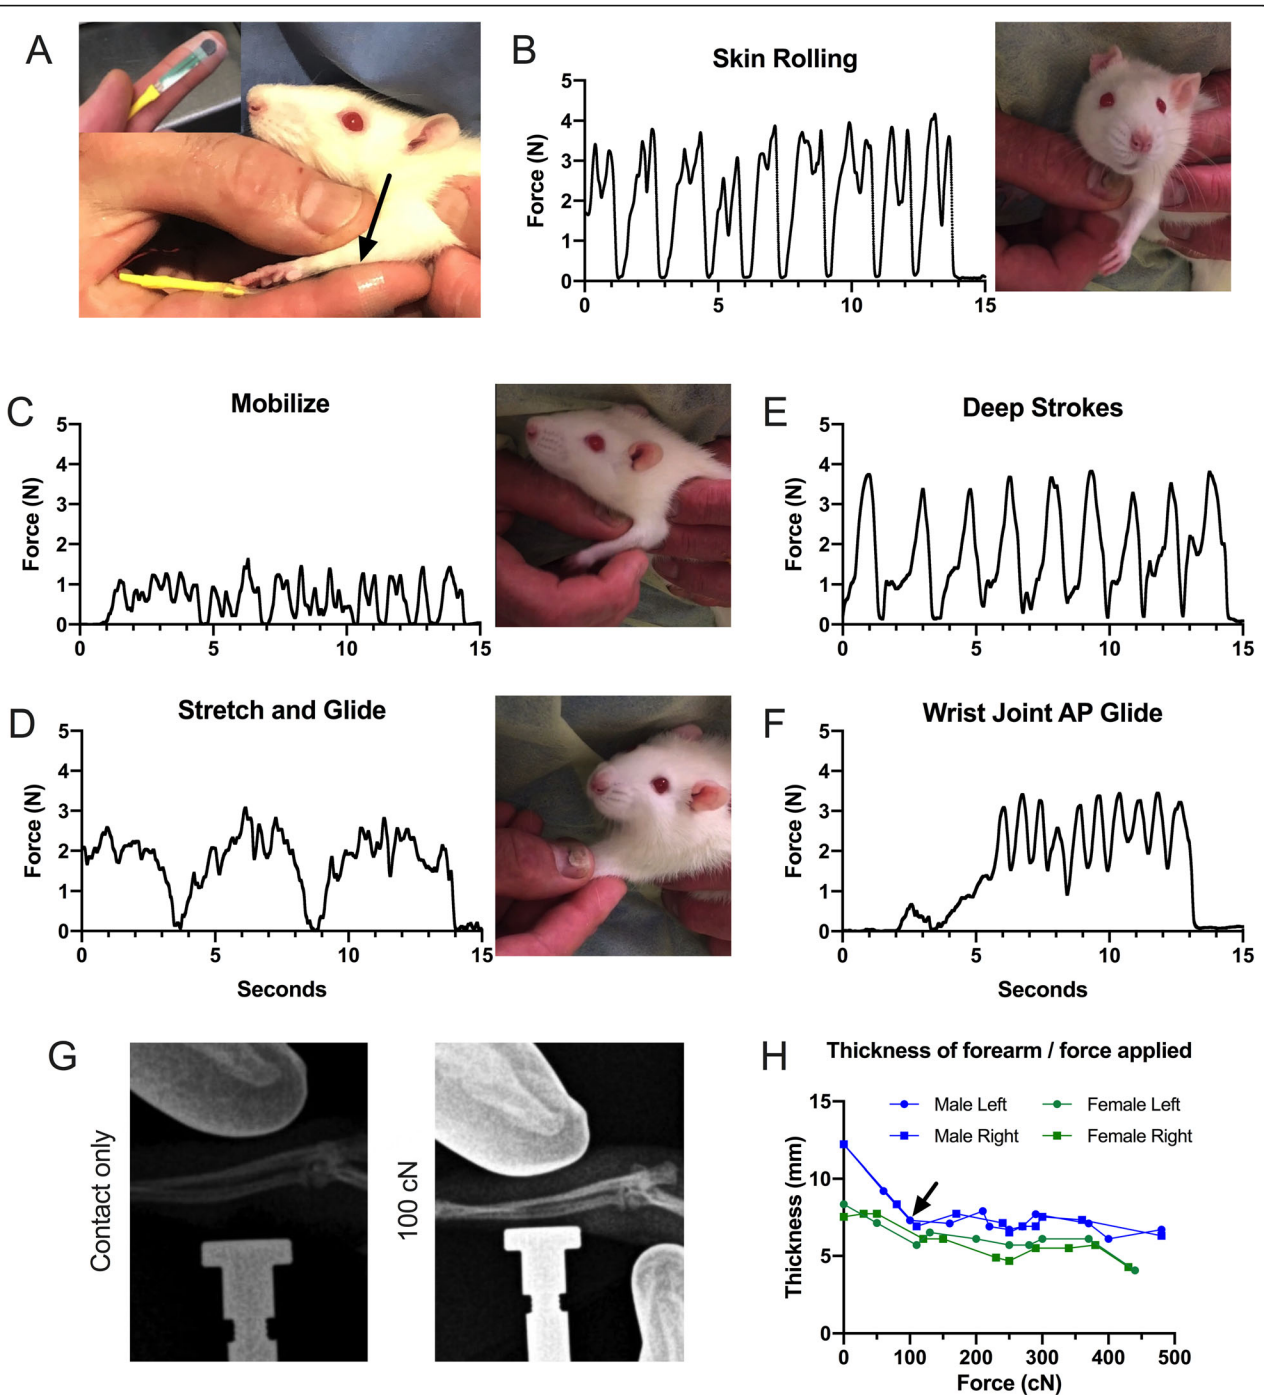 A
B
Skin Rolling
Force (N)
5
4
3
2
1
0
0 5 10 15
C
Mobilize
Force (N)
5
4
3
2
1
0
0 5 10 15
E
Deep Strokes
Force (N)
5
4
3
2
1
0
0 5 10 15
D
Stretch and Glide
Force (N)
5
4
3
2
1
0
0 5 10 15
Seconds
F
Wrist Joint AP Glide
Force (N)
5
4
3
2
1
0
0 5 10 15
Seconds
G
Contact only
100 cN
H
Thickness of forearm / force applied
Male Left Female Left
Male Right Female Right
Thickness (mm)
15
10
5
0
0 100 200 300 400 500
Force (cN)